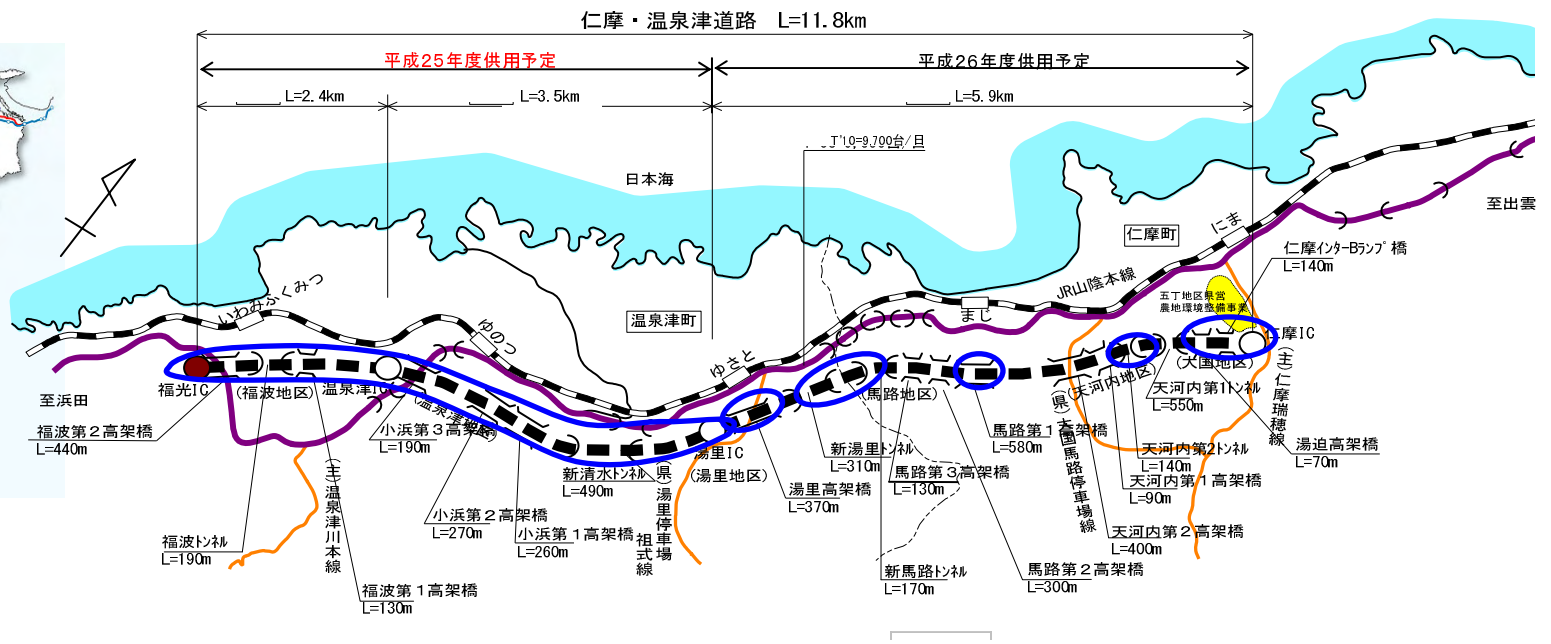 仁摩・温泉津道路 L=11.8km
平成25年度供用予定
平成26年度供用予定
L=2.4km
L=3.5km
L=5.9km
T'10=9,700台/日
日本海
至出雲
仁摩町
にま
仁摩インターBランプ橋
L=140m
JR山陰本線
五丁地区県営
農地環境整備事業
まじ
いわみふくみつ
温泉津町
ゆのつ
ゆさと
仁摩IC
(主)仁摩瑞穂線
(大国地区)
天河内第1トンネル
L=550m
(天河内地区)
(馬路地区)
福光IC
(福波地区)
温泉津IC
(温泉津地区)
至浜田
福波第2高架橋
L=440m
小浜第3高架橋
L=190m
新清水トンネル
L=490m
湯里IC
(湯里地区)
新湯里トンネル
L=310m
馬路第3高架橋
L=130m
馬路第1高架橋
L=580m
(県)大国馬路停車場線
天河内第2トンネル
L=140m
天河内第1高架橋
L=90m
湯迫高架橋
L=70m
湯里高架橋
L=370m
(主)温泉津川本線
小浜第2高架橋
L=270m
小浜第1高架橋
L=260m
(県)湯里停車場
祖式線
天河内第2高架橋
L=400m
福波トンネル
L=190m
福波第1高架橋
L=130m
新馬路トンネル
L=170m
馬路第2高架橋
L=300m